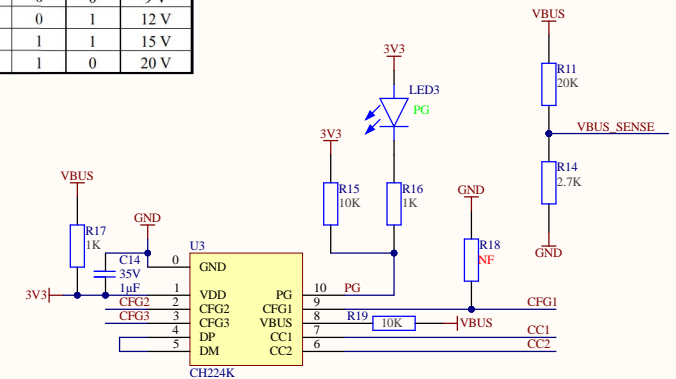 0 1 12 V
1 1 15 V
1 0 20 V
VBUS
R11
20K
VBUS_SENSE
R14
2.7K
GND
3V3
LED3
PG
3V3
R15
10K
R16
1K
GND
R18
NF
VBUS
R17
1K
GND
C14
35V
1µF
3V3
CFG2
CFG3
U3
0 GND
1 VDD
2 CFG2
3 CFG3
4 DP
5 DM
PG 10 PG
CFG1 9 CFG1
VBUS 8 R19 10K VBUS
CC1 7 CC1
CC2 6 CC2
CH224K